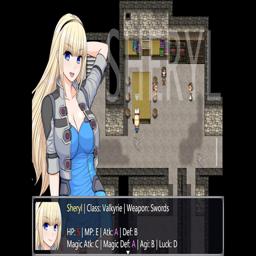 SHERYL
Sheryl | Class: Valkyrie | Weapon: Swords
HP: S | MP: E | Atk: A | Def: B
Magic Atk: C | Magic Def: A | Agi: B | Luck: D